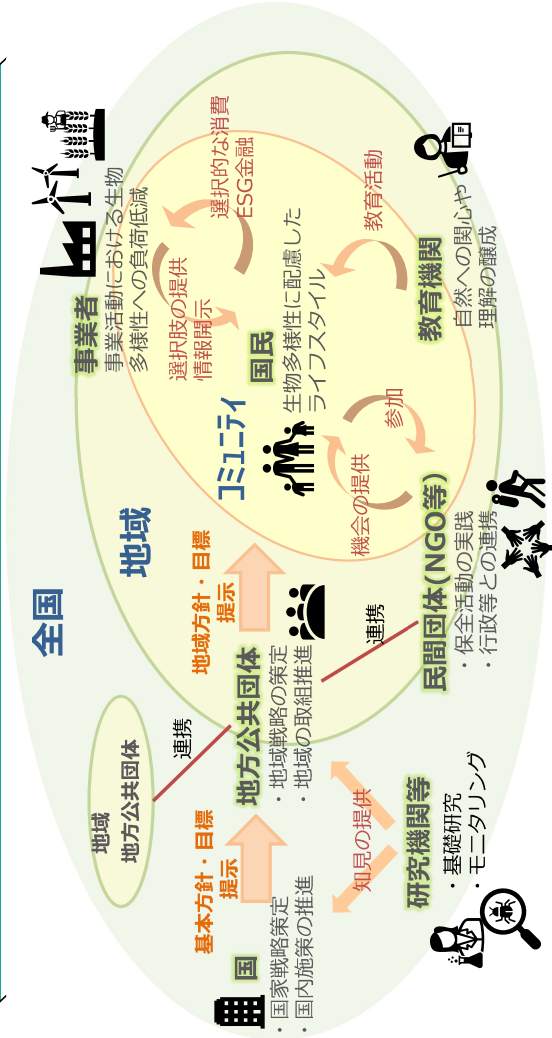 全国
地域
コミュニティ
地域
地方公共団体
連携
国
・国家戦略策定
・国内施策の推進
基本方針・目標
提示
地方公共団体
・地域戦略の策定
・地域の取組推進
地域方針・目標
提示
研究機関等
・基礎研究
・モニタリング
知見の提供
連携
民間団体(NGO等)
・保全活動の実践
・行政等との連携
機会の提供
参加
国民
生物多様性に配慮した
ライフスタイル
事業者
事業活動における生物
多様性への負荷低減
選択肢の提供
情報開示
選択的な消費
ESG金融
教育機関
自然への関心や
理解の醸成
教育活動